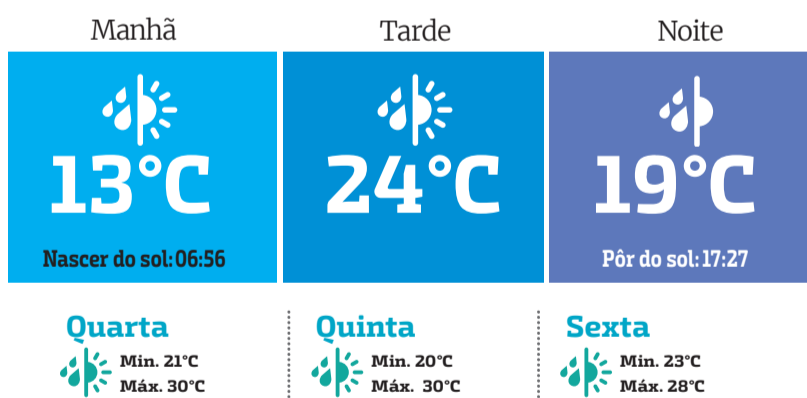 Manhã
Tarde
Noite
13°C
24°C
19°C
Nascer do sol: 06:56
Pôr do sol: 17:27
Quarta
Min. 21°C
Máx. 30°C
Quinta
Min. 20°C
Máx. 30°C
Sexta
Min. 23°C
Máx. 28°C